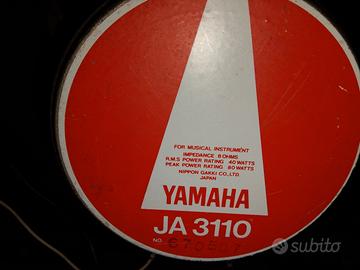 FOR MUSICAL INSTRUMENT
IMPEDANCE 8 OHMS
R.M.S POWER RATING 40 WATTS
PEAK POWER RATING 80 WATTS
NIPPON GAKKI CO., LTD.
JAPAN
YAMAHA
JA 3110
NO.
subito